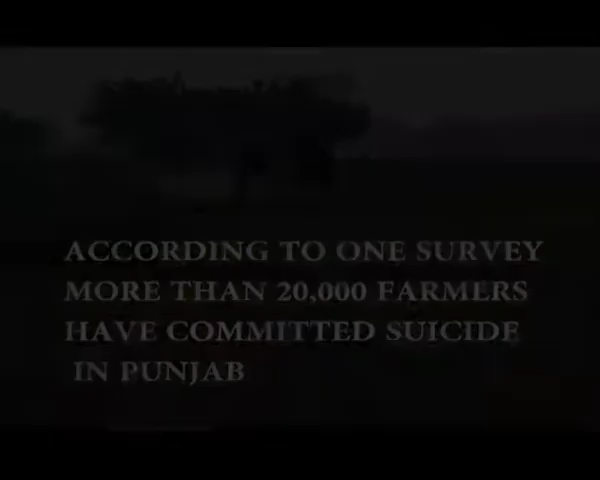 ACCORDING TO ONE SURVEY
MORE THAN 20,000 FARMERS
HAVE COMMITTED SUICIDE
IN PUNJAB